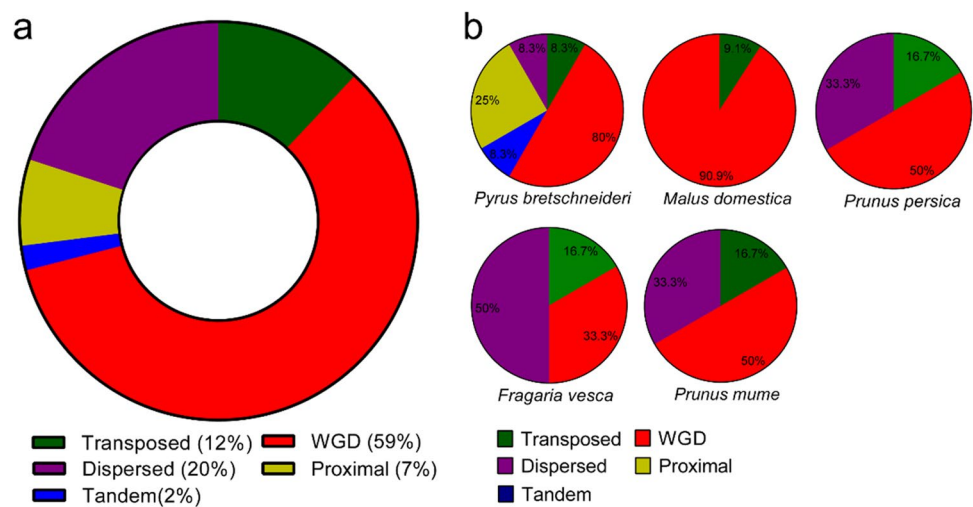 a
Transposed (12%)
WGD (59%)
Dispersed (20%)
Proximal (7%)
Tandem(2%)
b
8.3%
8.3%
25%
80%
Pyrus bretschneideri
9.1%
90.9%
Malus domestica
16.7%
33.3%
50%
Prunus persica
16.7%
50%
33.3%
Fragaria vesca
16.7%
33.3%
50%
Prunus mume
Transposed
WGD
Dispersed
Proximal
Tandem